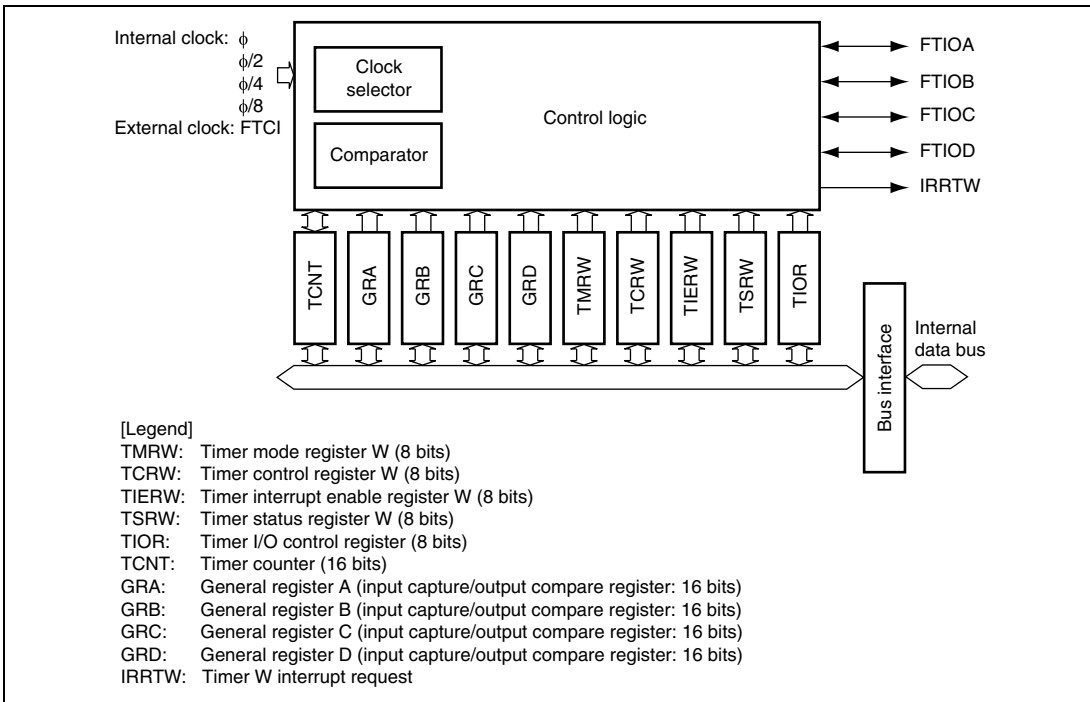 Internal clock: ϕ
ϕ/2
ϕ/4
ϕ/8
External clock: FTCI
Clock
selector
Comparator
Control logic
FTIOA
FTIOB
FTIOC
FTIOD
IRRTW
TCNT
GRA
GRB
GRC
GRD
TMRW
TCRW
TIERW
TSRW
TIOR
Bus interface
Internal
data bus
[Legend]
TMRW: Timer mode register W (8 bits)
TCRW: Timer control register W (8 bits)
TIERW: Timer interrupt enable register W (8 bits)
TSRW: Timer status register W (8 bits)
TIOR: Timer I/O control register (8 bits)
TCNT: Timer counter (16 bits)
GRA: General register A (input capture/output compare register: 16 bits)
GRB: General register B (input capture/output compare register: 16 bits)
GRC: General register C (input capture/output compare register: 16 bits)
GRD: General register D (input capture/output compare register: 16 bits)
IRRTW: Timer W interrupt request